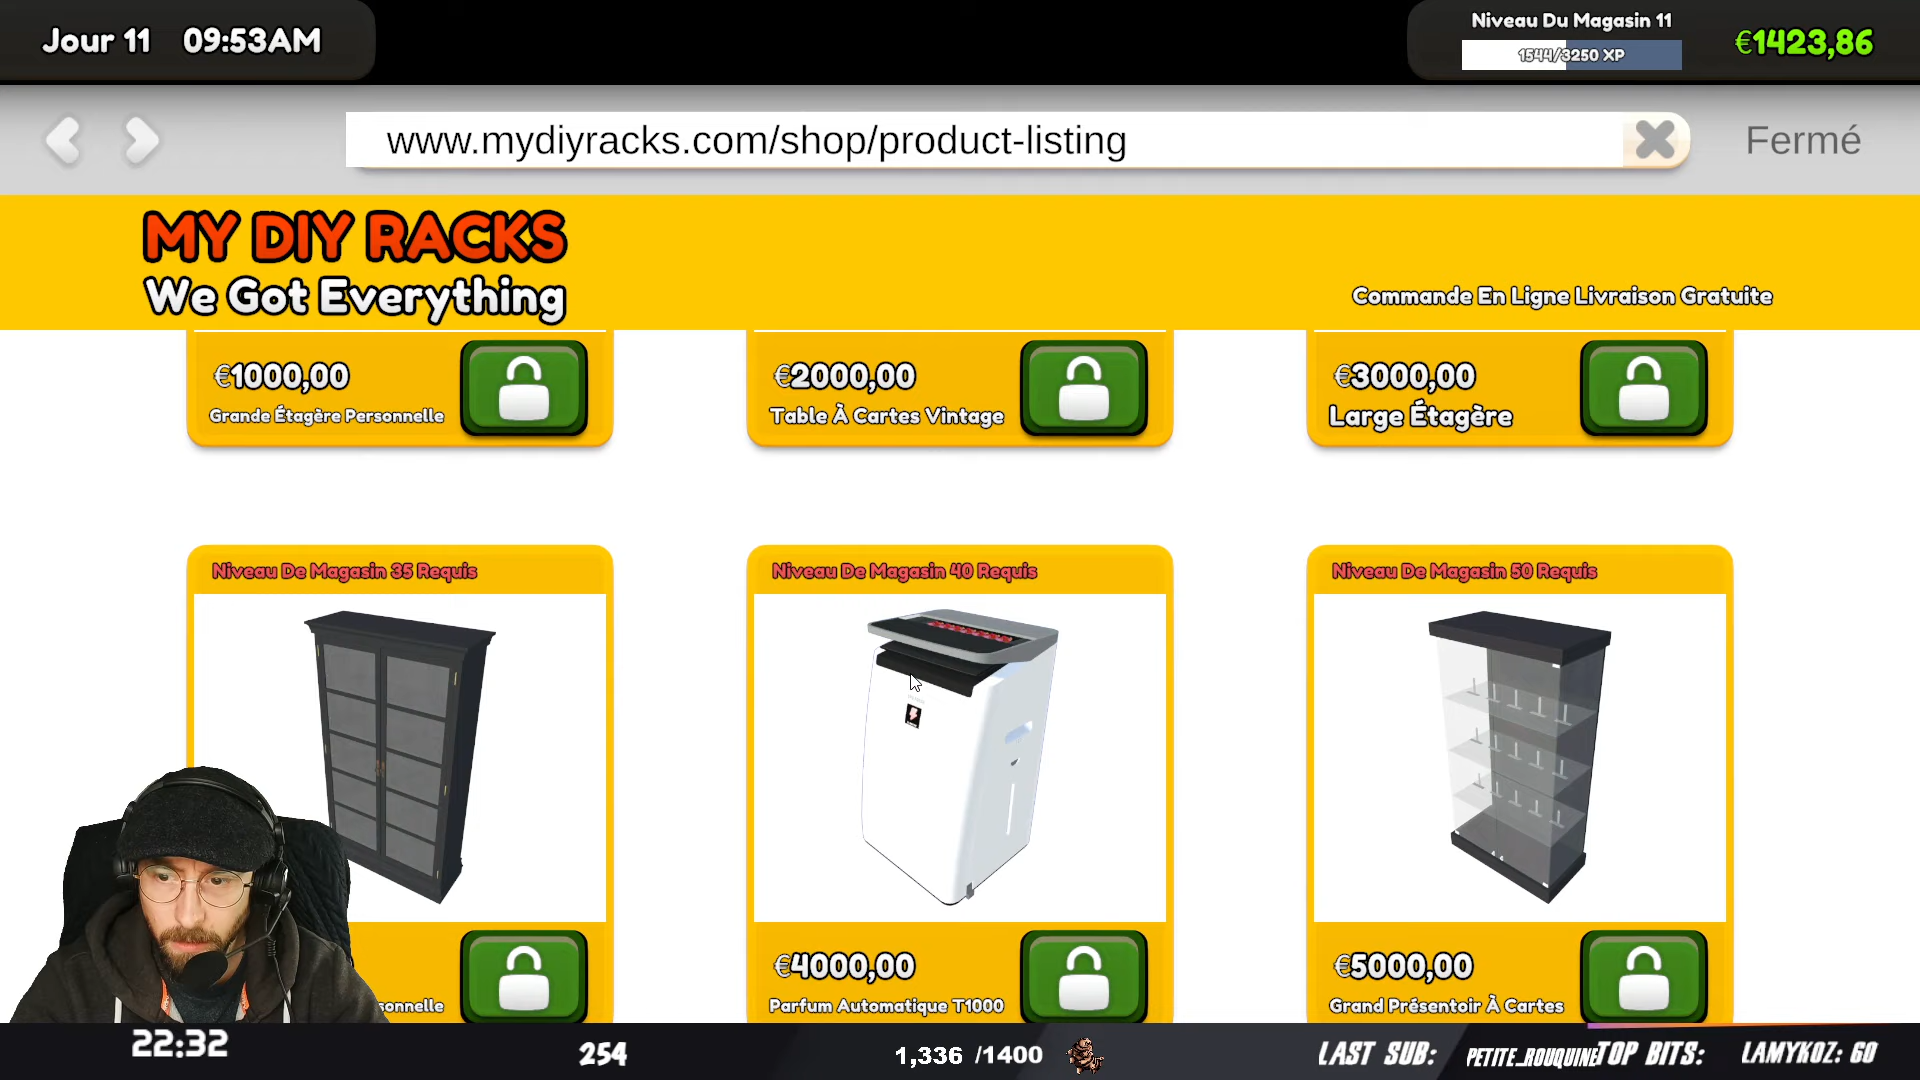 Jour 11 09:53AM
Niveau Du Magasin 11
1544/3250 XP
€1423,86
www.mydiyracks.com/shop/product-listing
Fermé
MY DIY RACKS
We Got Everything
Commande En Ligne Livraison Gratuite
€1000,00
Grande Étagère Personnelle
€2000,00
Table À Cartes Vintage
€3000,00
Large Étagère
Niveau De Magasin 35 Requis
Niveau De Magasin 40 Requis
Niveau De Magasin 50 Requis
sonnelle
€4000,00
Parfum Automatique T1000
€5000,00
Grand Présentoir À Cartes
22:32
254
1,336 /1400
LAST SUB: PETITE_ROUQUINE
TOP BITS: LAMYKOZ: 60